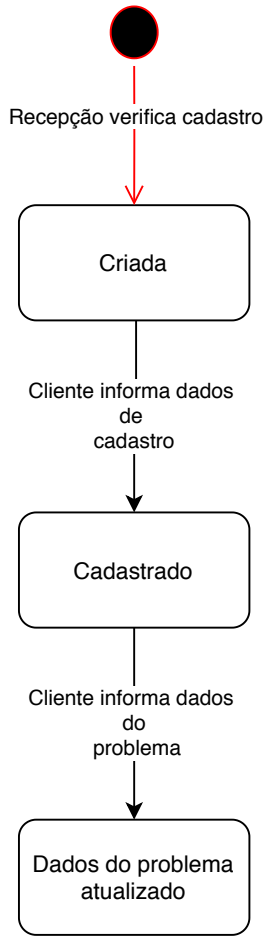 Recepção verifica cadastro
Criada
Cliente informa dados
de
cadastro
Cadastrado
Cliente informa dados
do
problema
Dados do problema
atualizado